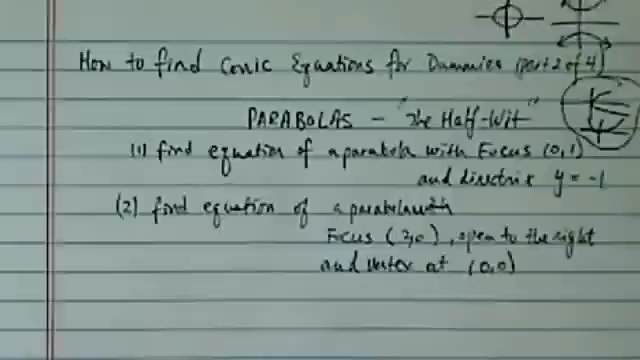 How to find Conic Equations for Dummies (part 2 of 4)
PARABOLAS - "The Half-Wit"
(1) find equation of a parabola with Focus (0,1)
and directrix y = -1
(2) find equation of a parabola with
Focus (2,0), open to the right
and vertex at (0,0)